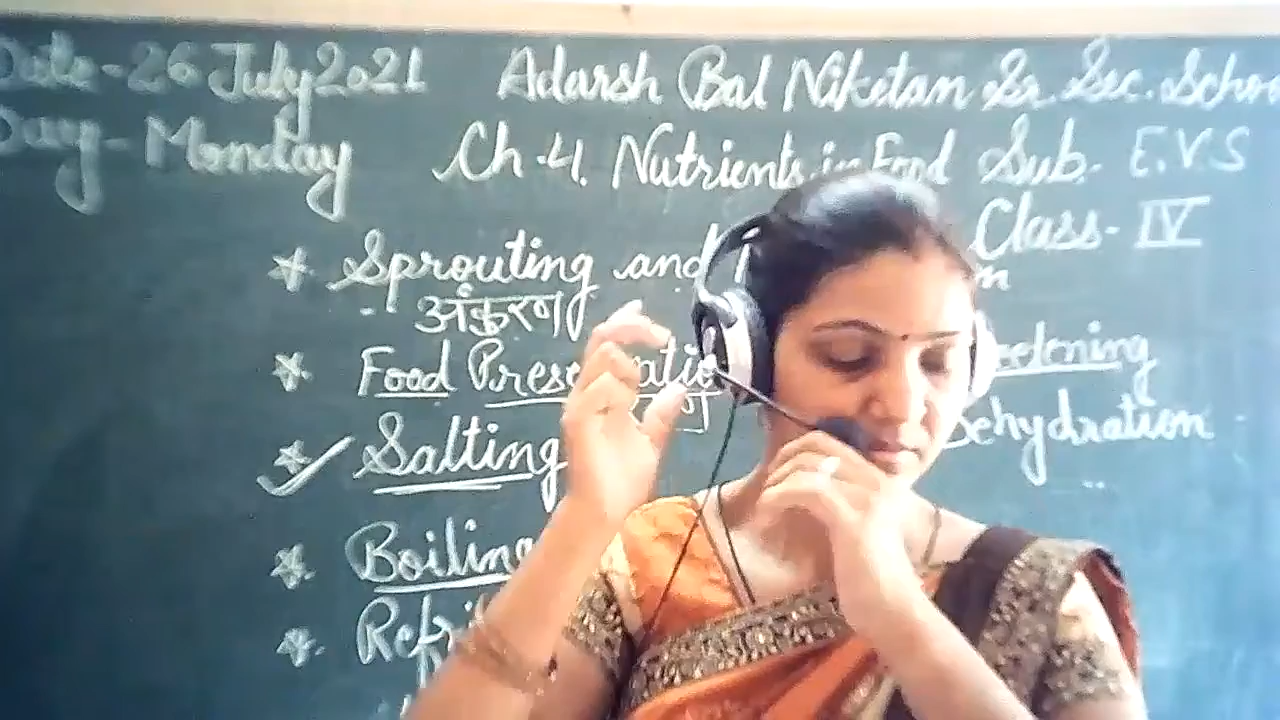 Date-26 July 2021 Adarsh Bal Niketan Sr. Sec. School
Day-Monday Ch-4. Nutrients in Food Sub.- E.V.S
Class- IV
* Sprouting and
अंकुरण
* Food
* Salting
Dehydration
* Boiling
*